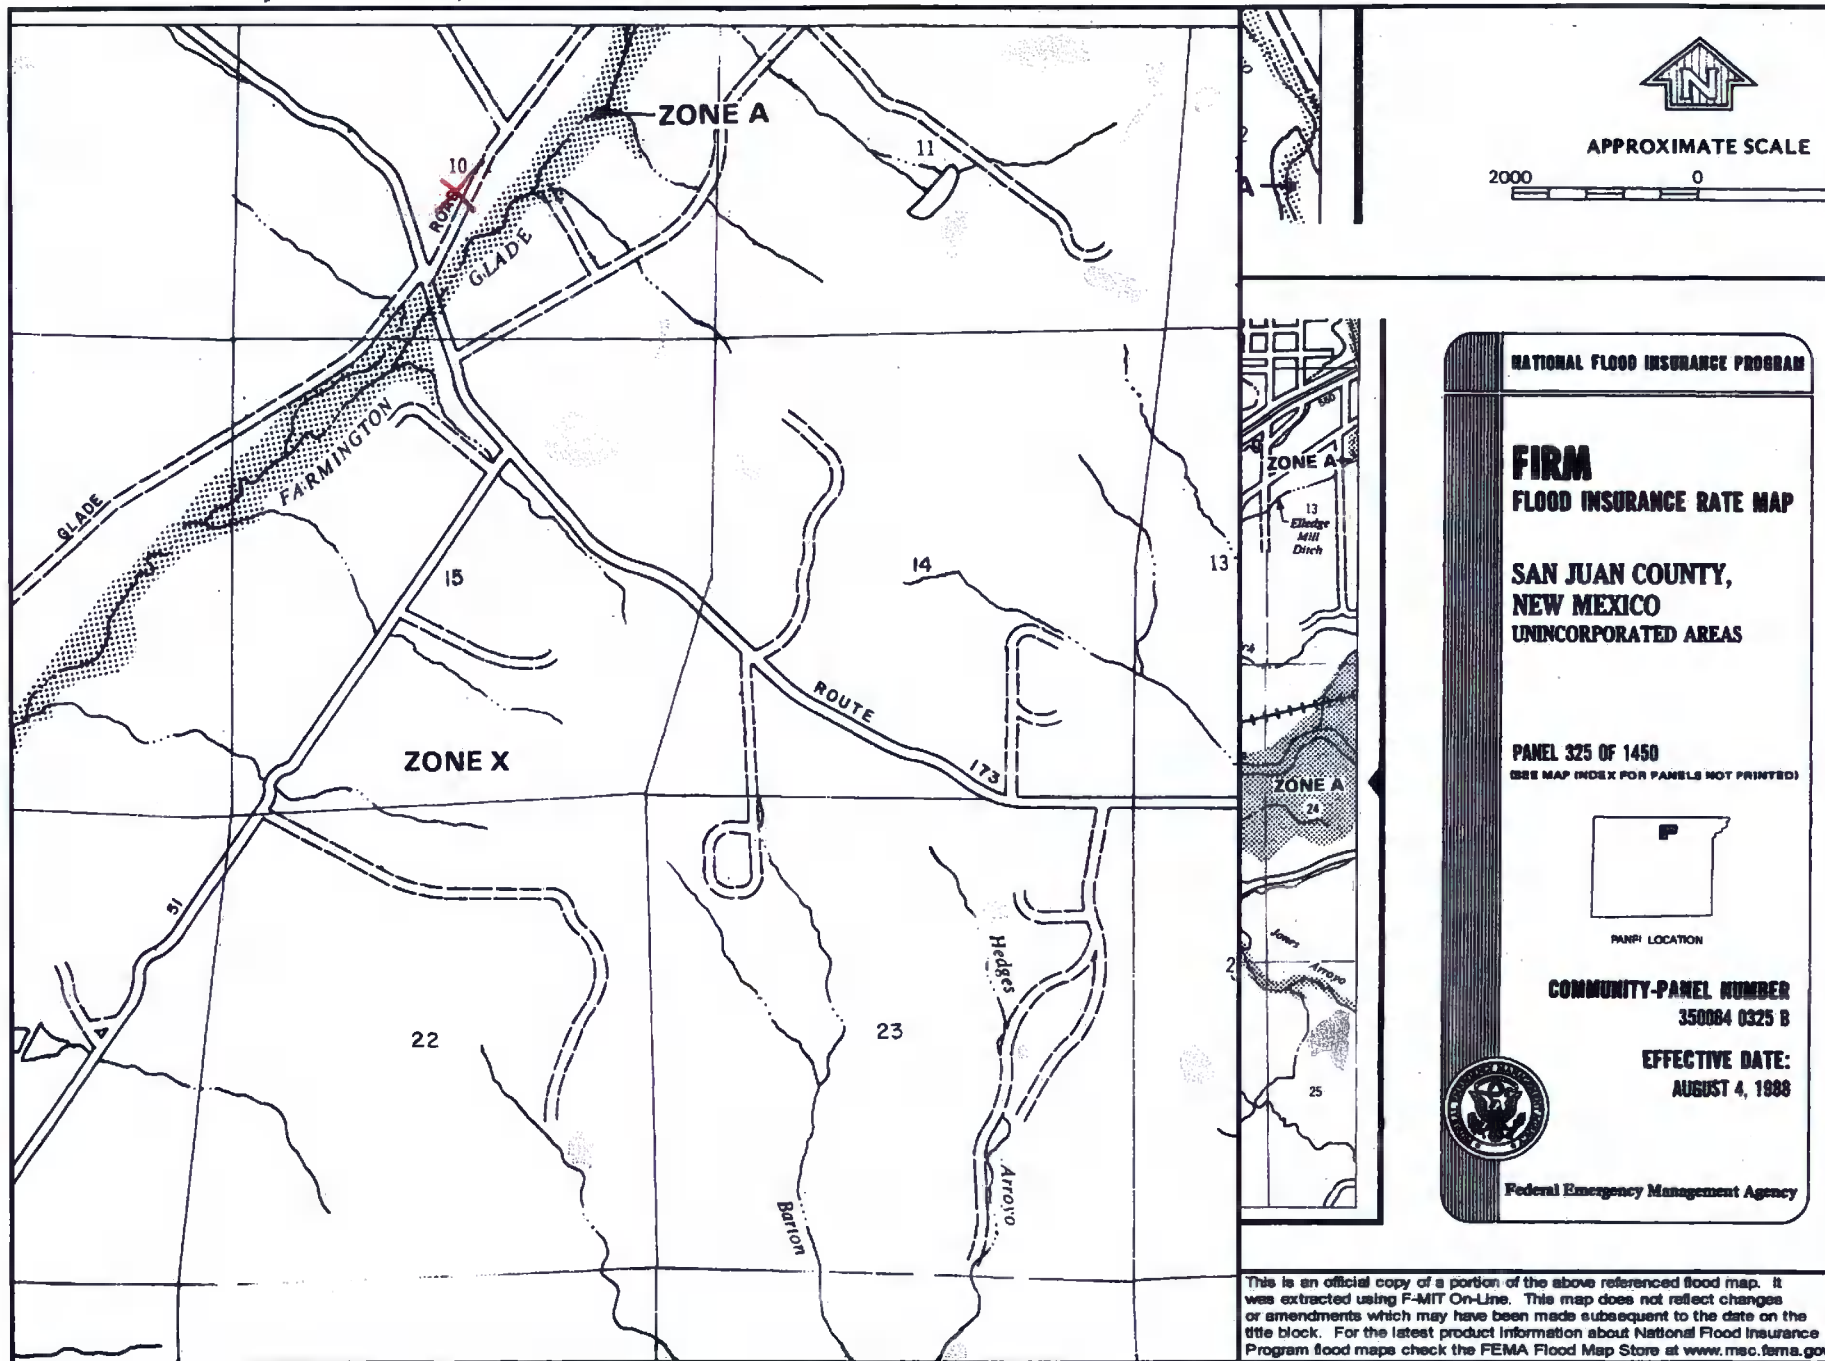 ZONE A
10
11
ROAD
GLADE
FARMINGTON
GLADE
15
14
13
ZONE X
ROUTE
173
51
22
23
Hedges
Arroyo
Barton
2
N
APPROXIMATE SCALE
2000
0
A
ZONE A
13
Elledge
Mill
Ditch
ZONE A
24
Jones
Arroyo
25
NATIONAL FLOOD INSURANCE PROGRAM
FIRM
FLOOD INSURANCE RATE MAP
SAN JUAN COUNTY,
NEW MEXICO
UNINCORPORATED AREAS
PANEL 325 OF 1450
(SEE MAP INDEX FOR PANELS NOT PRINTED)
PANEL LOCATION
COMMUNITY-PANEL NUMBER
350064 0325 B
EFFECTIVE DATE:
AUGUST 4, 1988
Federal Emergency Management Agency
This is an official copy of a portion of the above referenced flood map. It
was extracted using F-MIT On-Line. This map does not reflect changes
or amendments which may have been made subsequent to the date on the
title block. For the latest product information about National Flood Insurance
Program flood maps check the FEMA Flood Map Store at www.msc.fema.gov